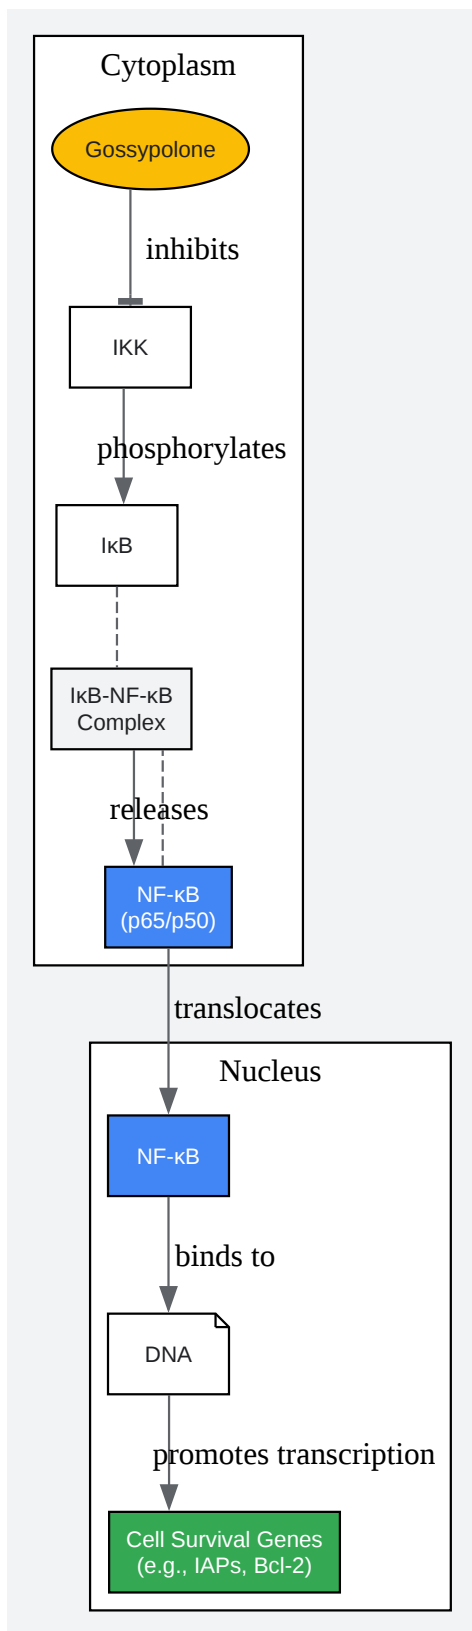 Cytoplasm
Gossypolone
inhibits
IKK
phosphorylates
IκB
IκB-NF-κB
Complex
releases
NF-κB
(p65/p50)
translocates
Nucleus
NF-κB
binds to
DNA
promotes transcription
Cell Survival Genes
(e.g., IAPs, Bcl-2)